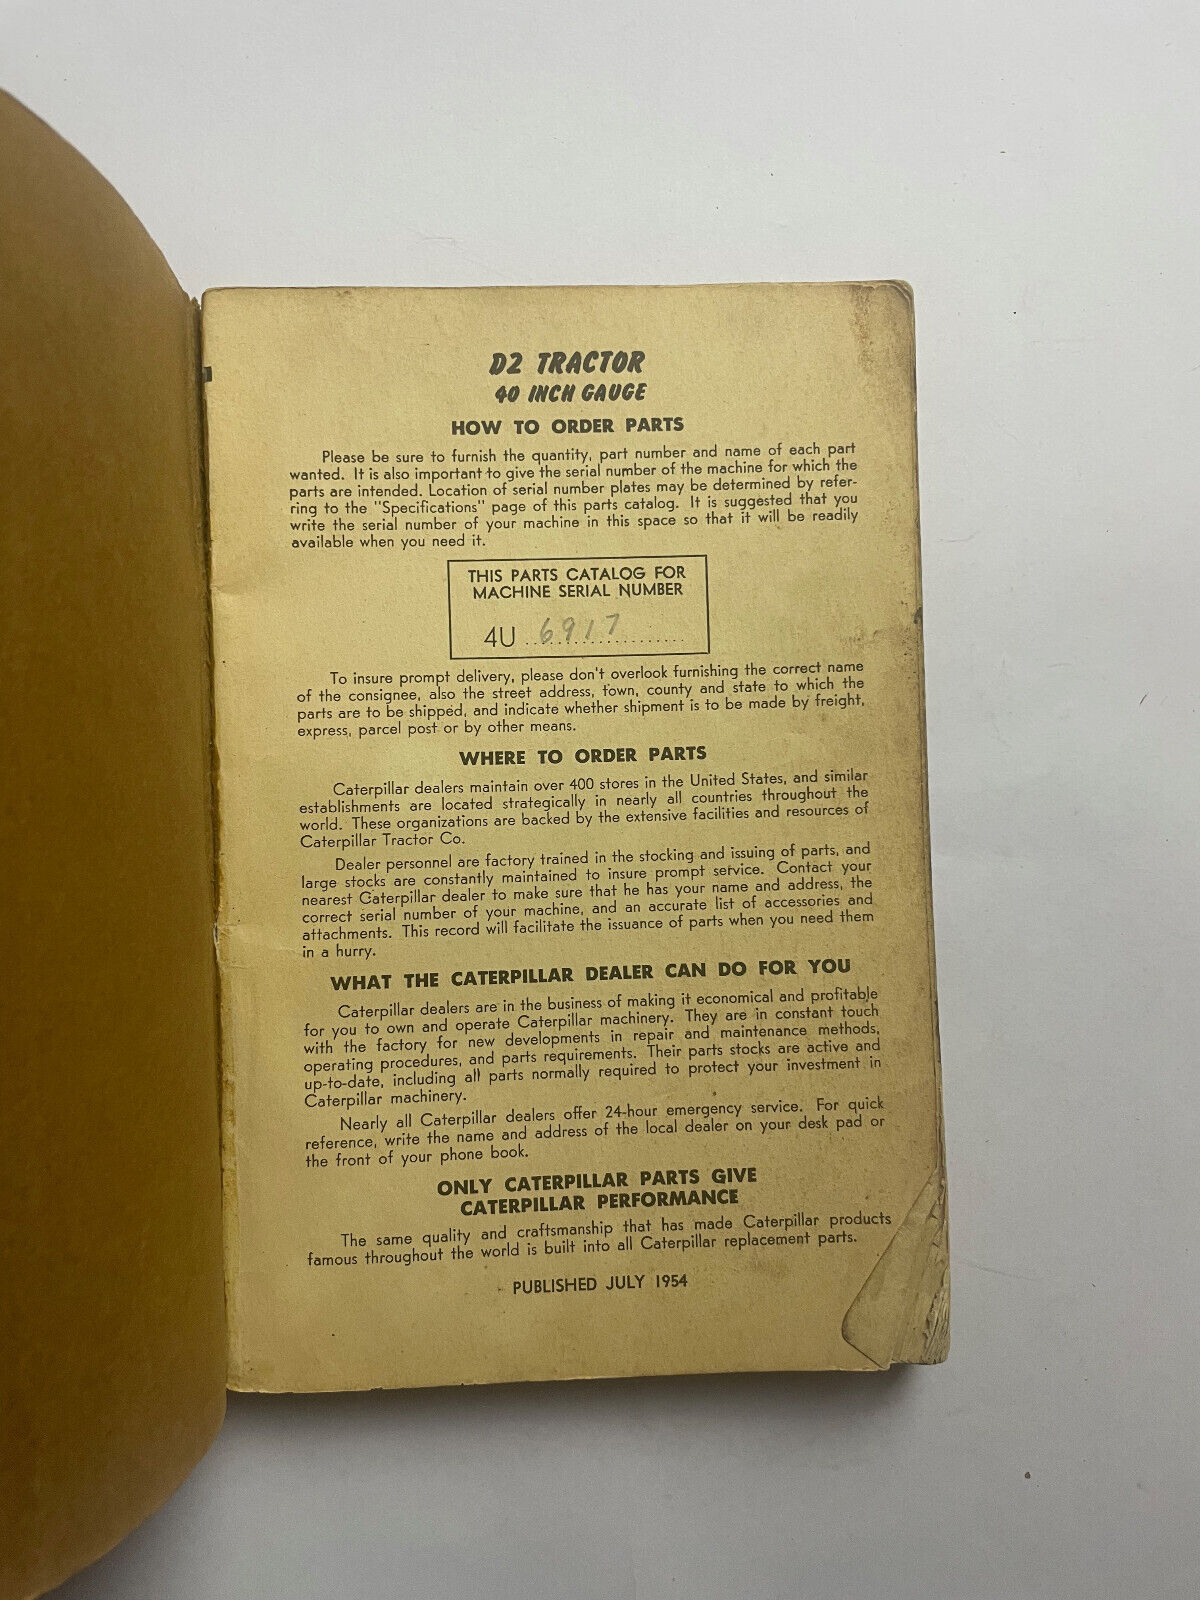 D2 TRACTOR
40 INCH GAUGE
HOW TO ORDER PARTS
Please be sure to furnish the quantity, part number and name of each part
wanted. It is also important to give the serial number of the machine for which the
parts are intended. Location of serial number plates may be determined by refer-
ring to the "Specifications" page of this parts catalog. It is suggested that you
write the serial number of your machine in this space so that it will be readily
available when you need it.
THIS PARTS CATALOG FOR
MACHINE SERIAL NUMBER
4U 6917
To insure prompt delivery, please don't overlook furnishing the correct name
of the consignee, also the street address, town, county and state to which the
parts are to be shipped, and indicate whether shipment is to be made by freight,
express, parcel post or by other means.
WHERE TO ORDER PARTS
Caterpillar dealers maintain over 400 stores in the United States, and similar
establishments are located strategically in nearly all countries throughout the
world. These organizations are backed by the extensive facilities and resources of
Caterpillar Tractor Co.
Dealer personnel are factory trained in the stocking and issuing of parts, and
large stocks are constantly maintained to insure prompt service. Contact your
nearest Caterpillar dealer to make sure that he has your name and address, the
correct serial number of your machine, and an accurate list of accessories and
attachments. This record will facilitate the issuance of parts when you need them
in a hurry.
WHAT THE CATERPILLAR DEALER CAN DO FOR YOU
Caterpillar dealers are in the business of making it economical and profitable
for you to own and operate Caterpillar machinery. They are in constant touch
with the factory for new developments in repair and maintenance methods,
operating procedures, and parts requirements. Their parts stocks are active and
up-to-date, including all parts normally required to protect your investment in
Caterpillar machinery.
Nearly all Caterpillar dealers offer 24-hour emergency service. For quick
reference, write the name and address of the local dealer on your desk pad or
the front of your phone book.
ONLY CATERPILLAR PARTS GIVE
CATERPILLAR PERFORMANCE
The same quality and craftsmanship that has made Caterpillar products
famous throughout the world is built into all Caterpillar replacement parts.
PUBLISHED JULY 1954